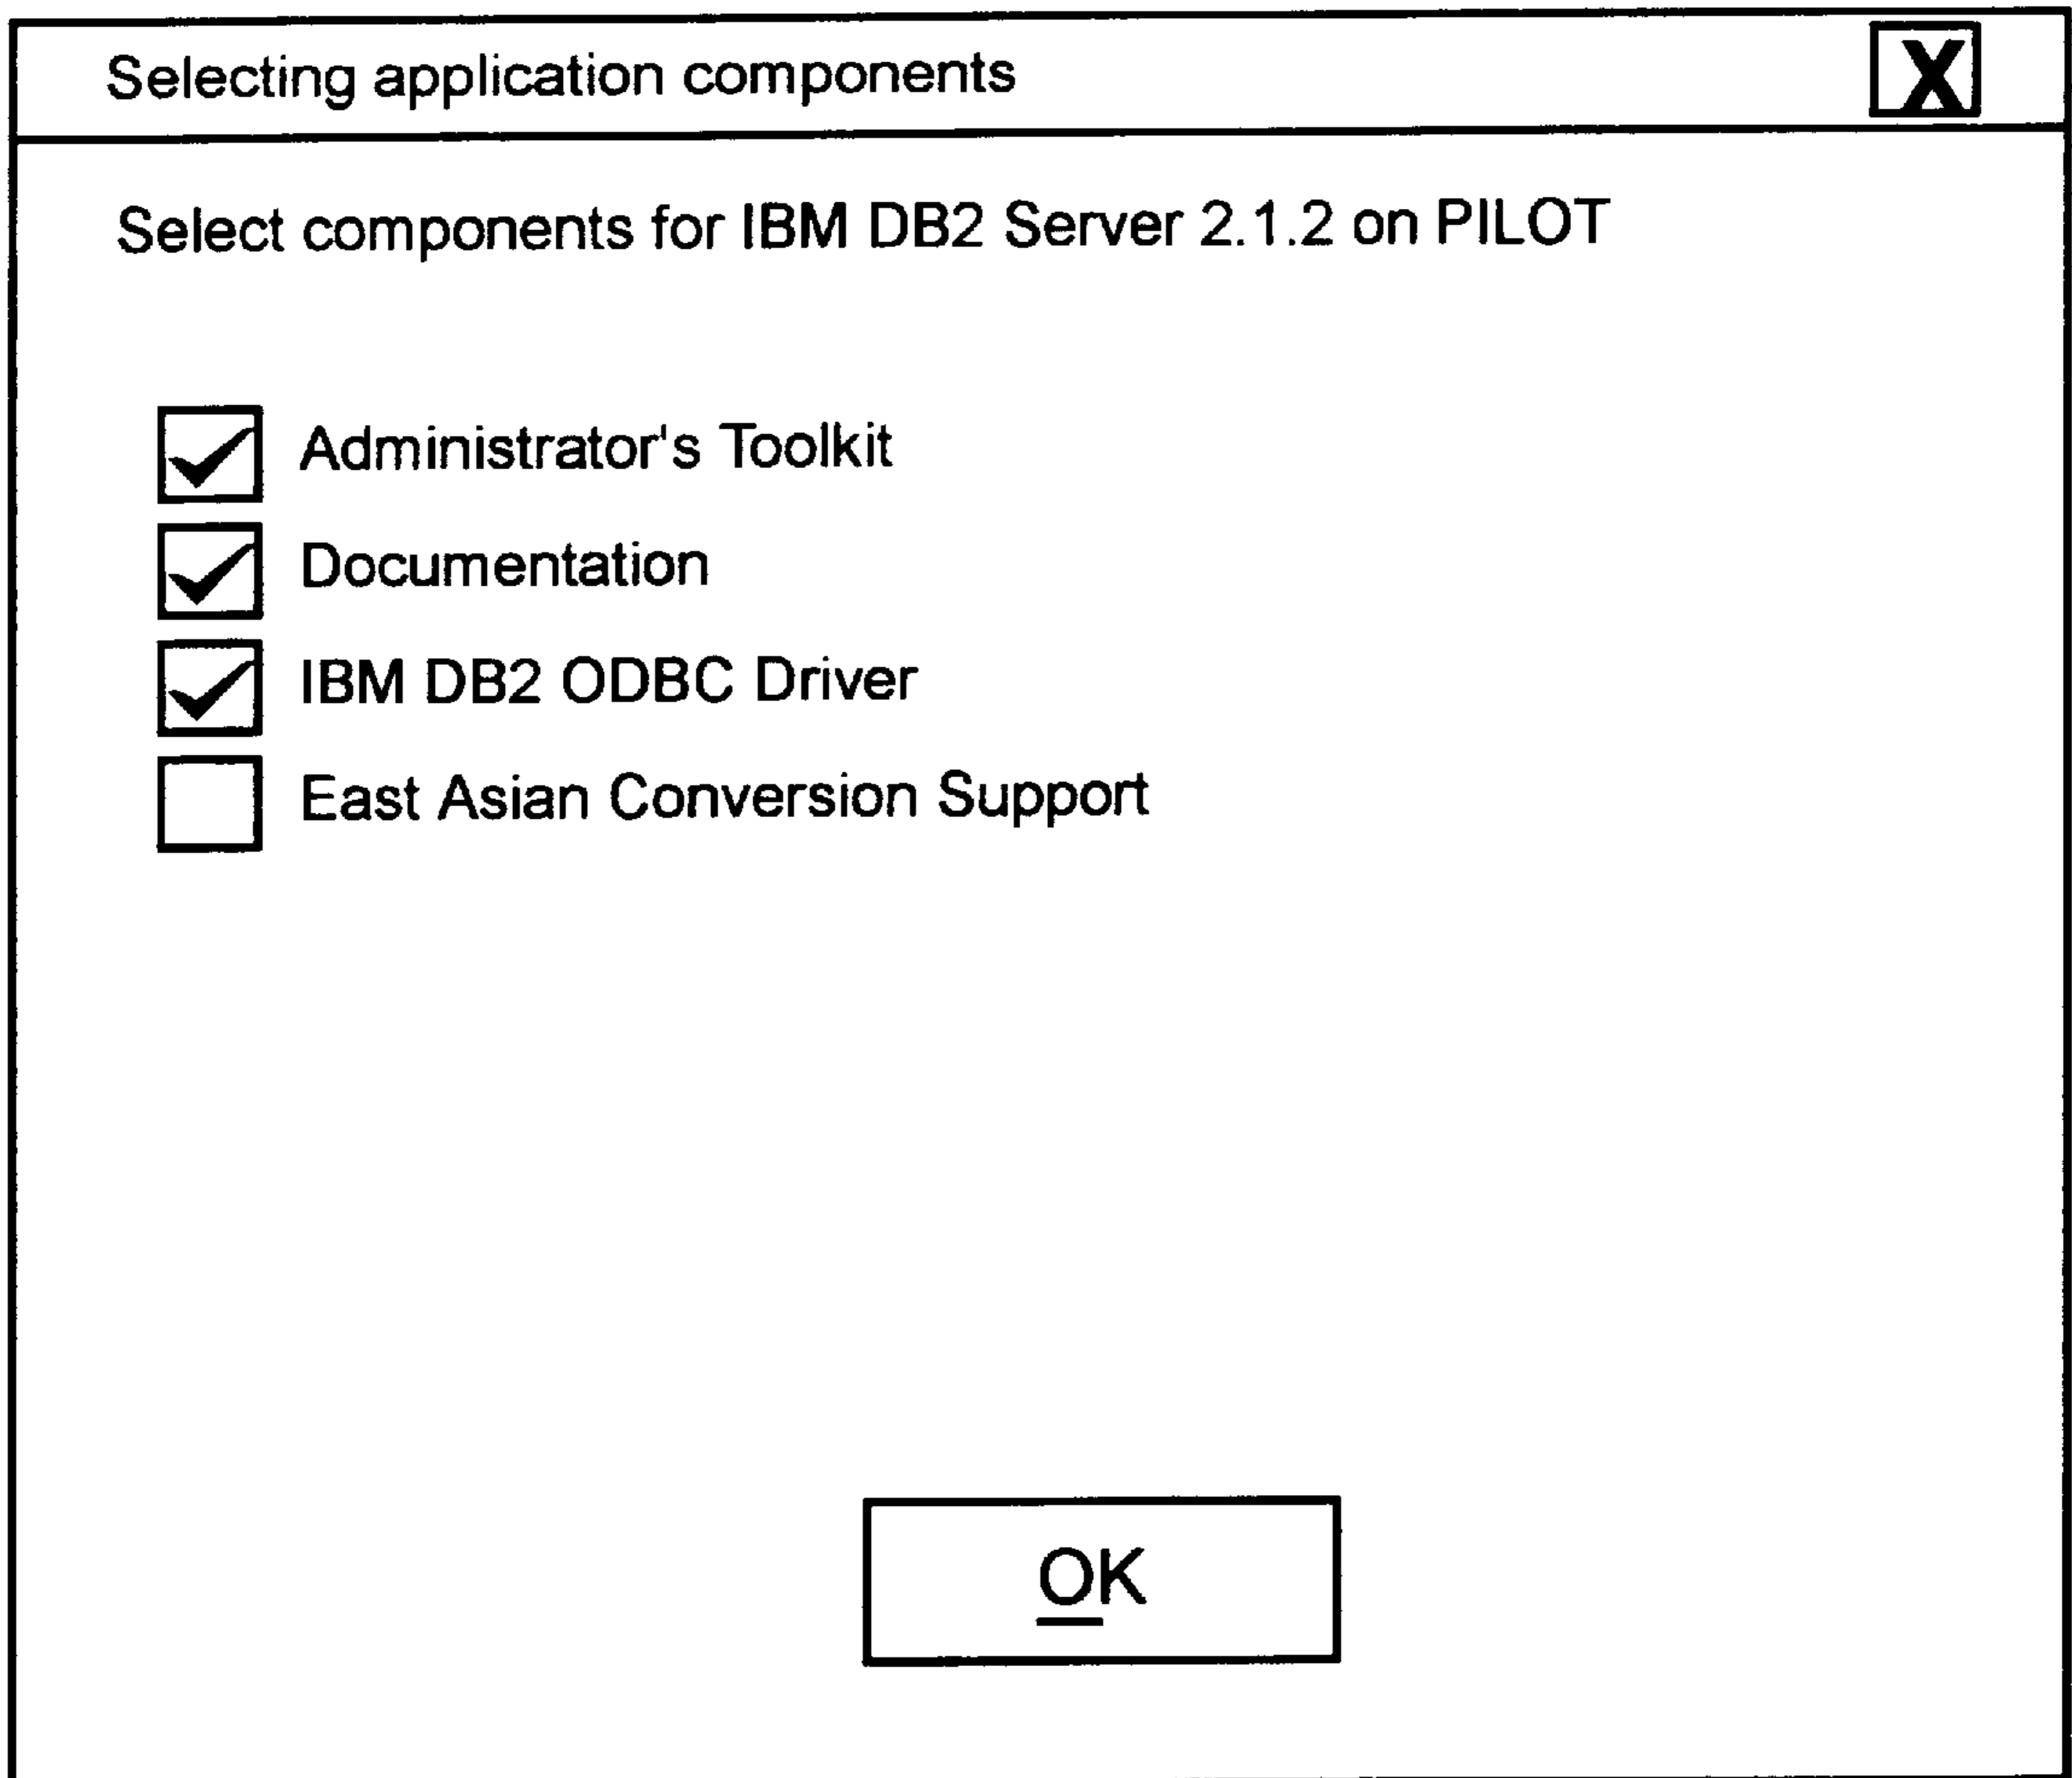 Selecting application components X
Select components for IBM DB2 Server 2.1.2 on PILOT
Administrator's Toolkit
Documentation
IBM DB2 ODBC Driver
East Asian Conversion Support
OK